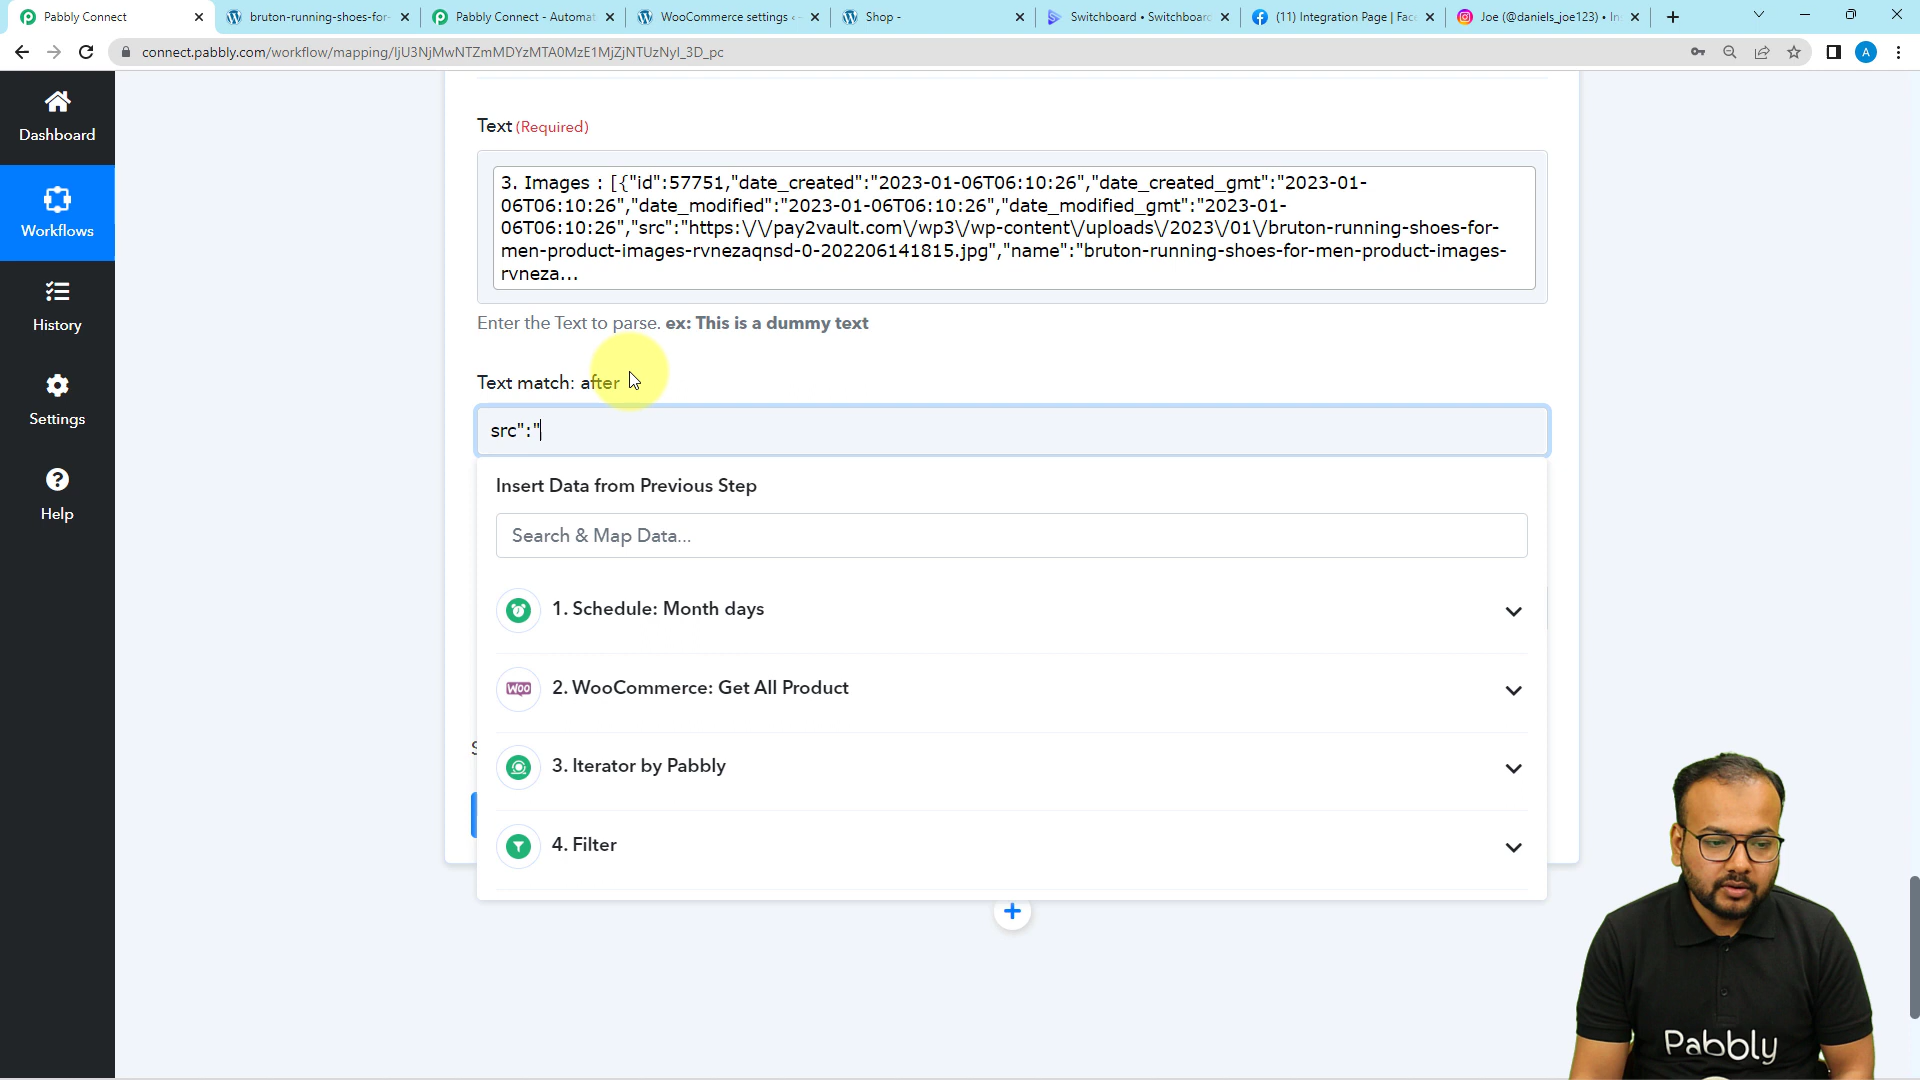 Pabbly Connect
bruton-running-shoes-for-
Pabbly Connect - Automat
WooCommerce settings ‹
Shop -
Switchboard • Switchboard
(11) Integration Page | Fac
Joe (@daniels_joe123) • In
connect.pabbly.com/workflow/mapping/IjU3NjMwNTZmMDYzMTA0MzE1MjZjNTUzNyI_3D_pc
A
Dashboard
Workflows
History
Settings
Help
Text (Required)
3. Images : [{"id":57751,"date_created":"2023-01-06T06:10:26","date_created_gmt":"2023-01-
06T06:10:26","date_modified":"2023-01-06T06:10:26","date_modified_gmt":"2023-01-
06T06:10:26","src":"https:\/\/pay2vault.com\/wp3\/wp-content\/uploads\/2023\/01\/bruton-running-shoes-for-
men-product-images-rvnezaqnsd-0-202206141815.jpg","name":"bruton-running-shoes-for-men-product-images-
rvneza...
Enter the Text to parse. ex: This is a dummy text
Text match: after
src":"
Insert Data from Previous Step
Search & Map Data...
1. Schedule: Month days
Woo
2. WooCommerce: Get All Product
3. Iterator by Pabbly
4. Filter
S
Pabbly